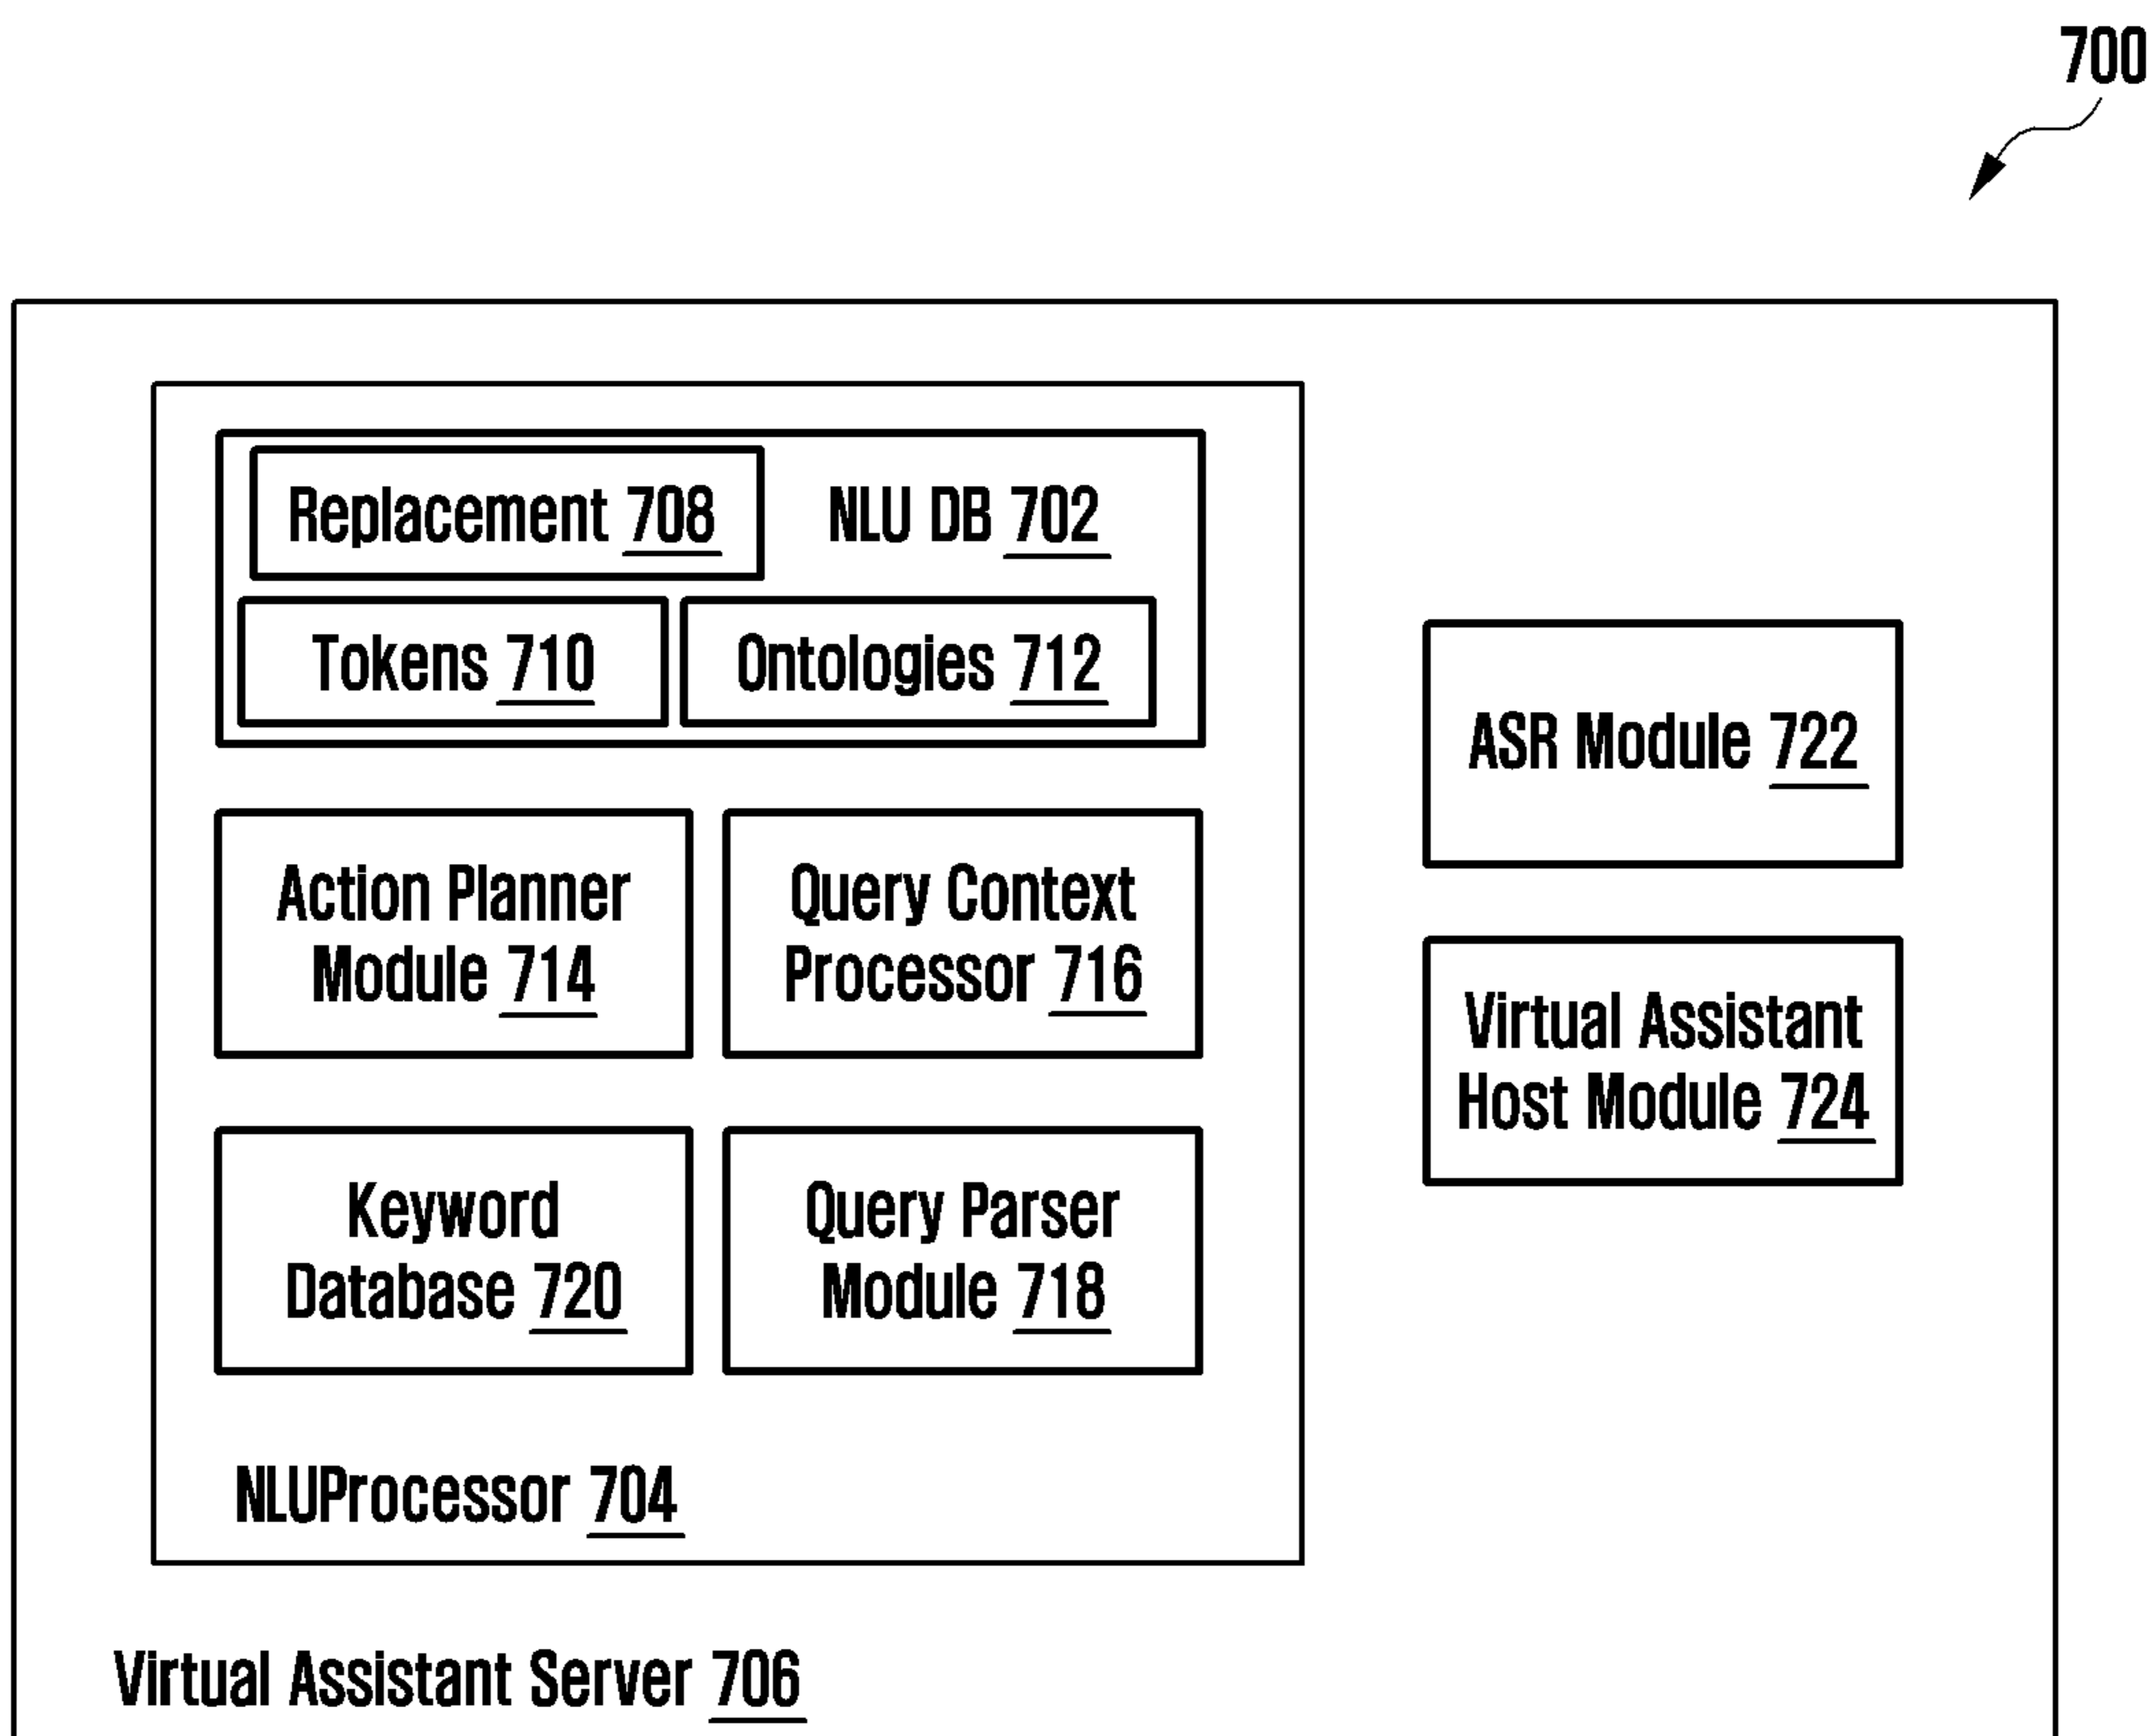 700
Replacement 708
NLU DB 702
Tokens 710
Ontologies 712
Action Planner
Module 714
Query Context
Processor 716
Keyword
Database 720
Query Parser
Module 718
NLUProcessor 704
ASR Module 722
Virtual Assistant
Host Module 724
Virtual Assistant Server 706